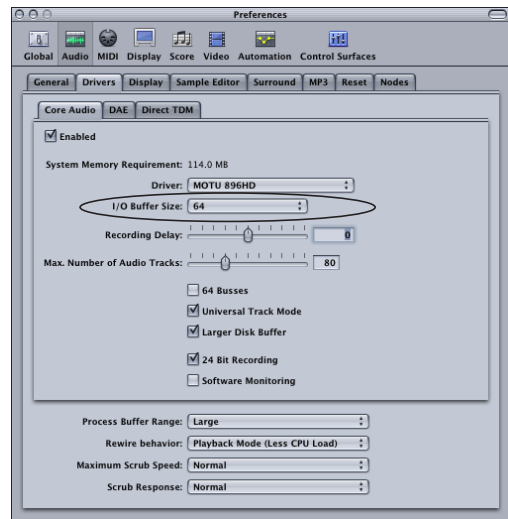 Preferences
Global Audio MIDI Display Score Video Automation Control Surfaces
General Drivers Display Sample Editor Surround MP3 Reset Nodes
Core Audio DAE Direct TDM
Enabled
System Memory Requirement: 114.0 MB
Driver: MOTU 896HD
I/O Buffer Size: 64
Recording Delay: 0
Max. Number of Audio Tracks: 80
64 Busses
Universal Track Mode
Larger Disk Buffer
24 Bit Recording
Software Monitoring
Process Buffer Range: Large
Rewire behavior: Playback Mode (Less CPU Load)
Maximum Scrub Speed: Normal
Scrub Response: Normal